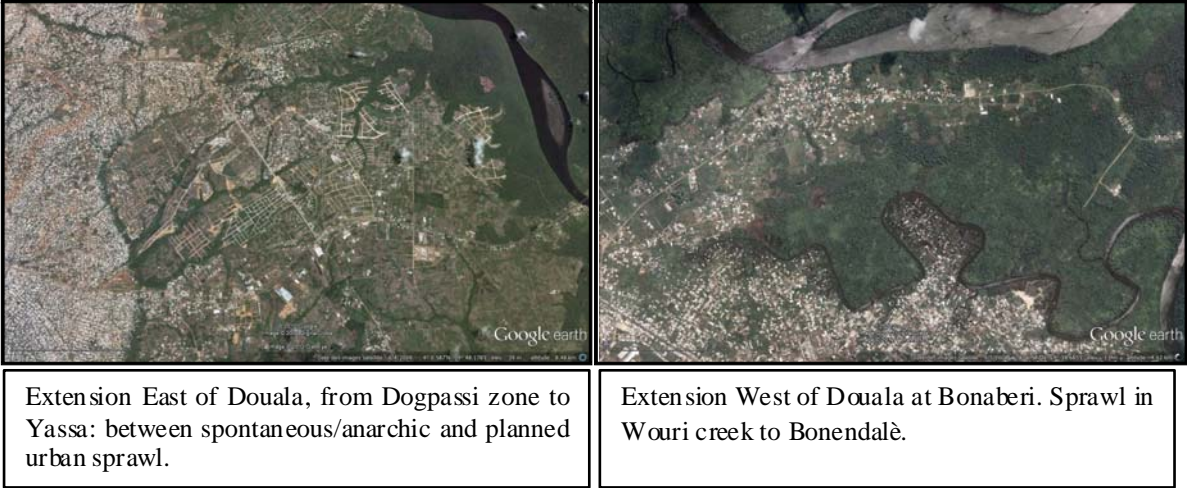 Google earth
Google earth
Extension East of Douala, from Dogpassi zone to
Yassa: between spontaneous/anarchic and planned
urban sprawl.
Extension West of Douala at Bonaberi. Sprawl in
Wouri creek to Bonendalè.